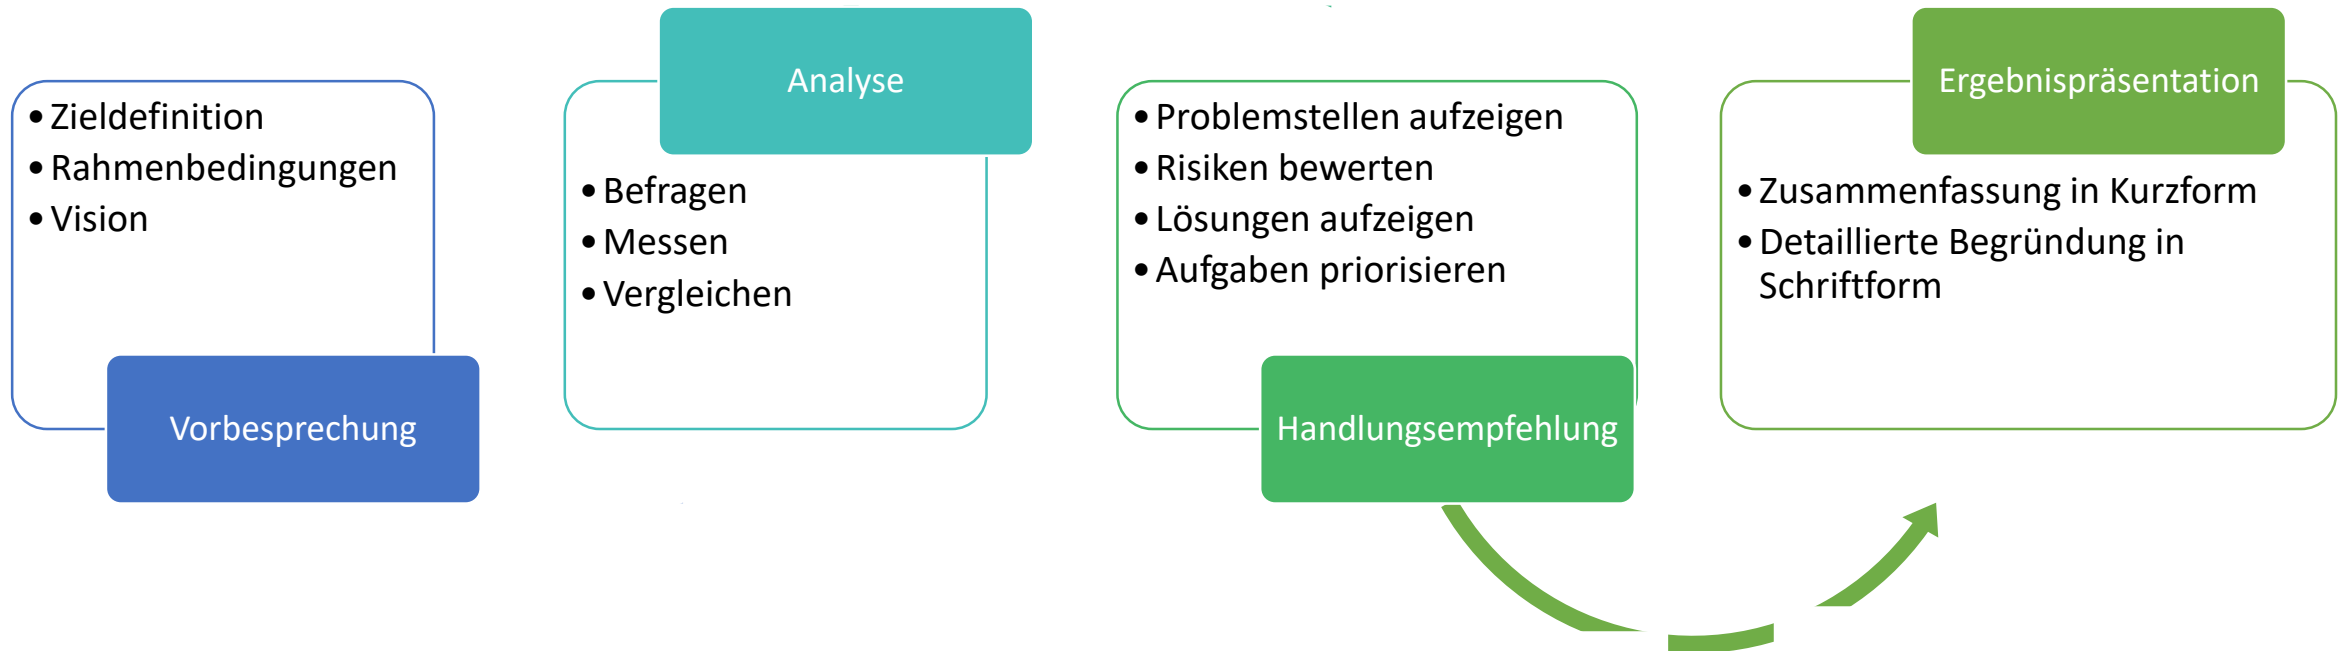 • Zieldefinition
• Rahmenbedingungen
• Vision
Vorbesprechung
Analyse
• Befragen
• Messen
• Vergleichen
• Problemstellen aufzeigen
• Risiken bewerten
• Lösungen aufzeigen
• Aufgaben priorisieren
Handlungsempfehlung
Ergebnispräsentation
• Zusammenfassung in Kurzform
• Detaillierte Begründung in
Schriftform